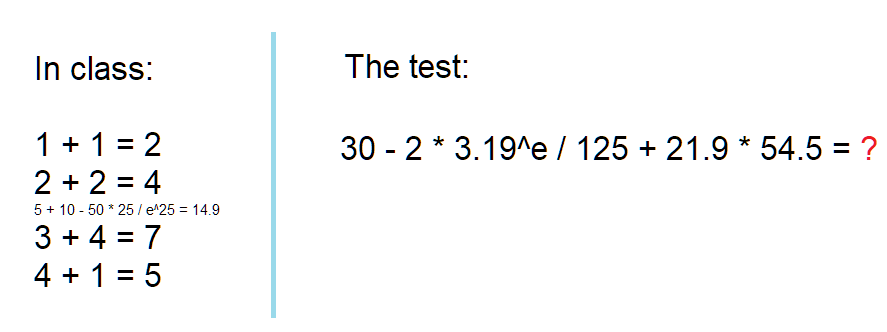 In class:
1 + 1 = 2
2 + 2 = 4
5 + 10 - 50 * 25 / e^25 = 14.9
3 + 4 = 7
4 + 1 = 5
The test:
30 - 2 * 3.19^e / 125 + 21.9 * 54.5 = ?